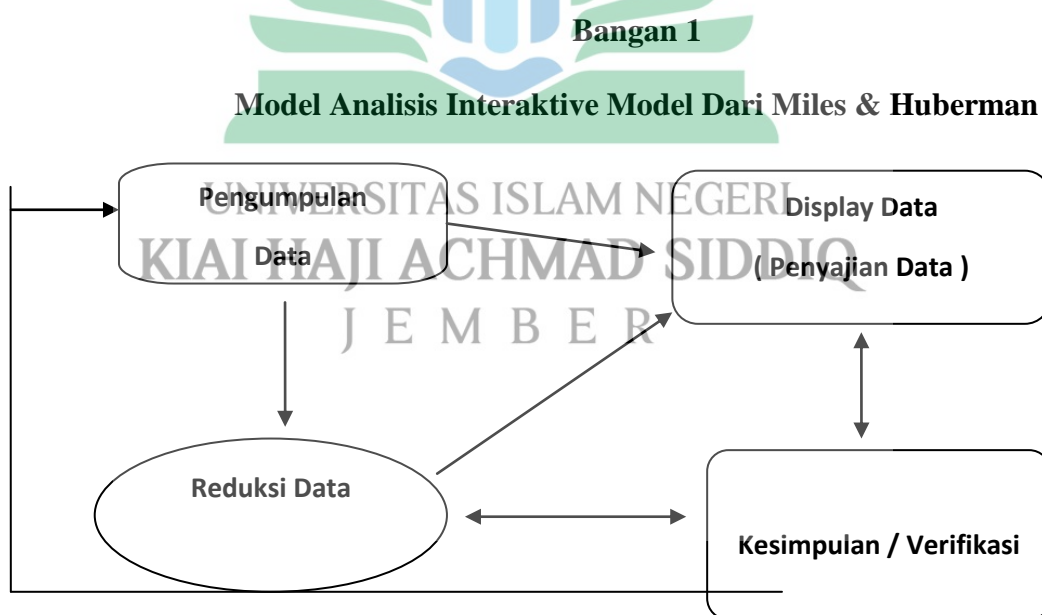 Bangan 1
Model Analisis Interaktive Model Dari Miles & Huberman
Pengumpulan
Data
Display Data
( Penyajian Data )
UNIVERSITAS ISLAM NEGERI
KIAI HAJI ACHMAD SIDDIQ
J E M B E R
Reduksi Data
Kesimpulan / Verifikasi